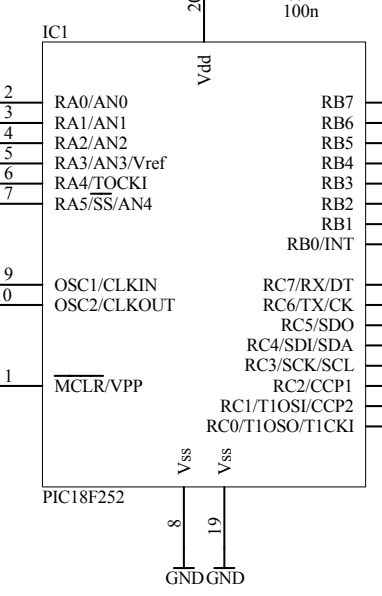 20
100n
IC1
Vdd
2 RA0/AN0 RB7
3 RA1/AN1 RB6
4 RA2/AN2 RB5
5 RA3/AN3/Vref RB4
6 RA4/TOCKI RB3
7 RA5/SS/AN4 RB2
RB1
RB0/INT
9 OSC1/CLKIN RC7/RX/DT
0 OSC2/CLKOUT RC6/TX/CK
RC5/SDO
RC4/SDI/SDA
RC3/SCK/SCL
1 MCLR/VPP RC2/CCP1
RC1/T1OSI/CCP2
RC0/T1OSO/T1CKI
Vss Vss
PIC18F252
8 19
GND GND